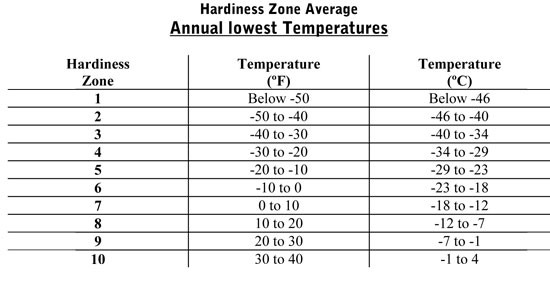 Hardiness Zone Average
Annual lowest Temperatures
Hardiness Zone Temperature (ºF) Temperature (ºC)
1 Below -50 Below -46
2 -50 to -40 -46 to -40
3 -40 to -30 -40 to -34
4 -30 to -20 -34 to -29
5 -20 to -10 -29 to -23
6 -10 to 0 -23 to -18
7 0 to 10 -18 to -12
8 10 to 20 -12 to -7
9 20 to 30 -7 to -1
10 30 to 40 -1 to 4